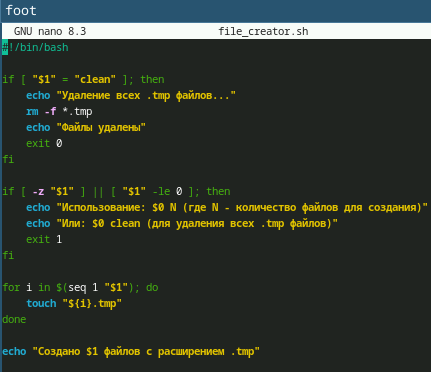 foot
GNU nano 8.3 file_creator.sh
#!/bin/bash
if [ "$1" = "clean" ]; then
echo "Удаление всех .tmp файлов..."
rm -f *.tmp
echo "Файлы удалены"
exit 0
fi
if [ -z "$1" ] || [ "$1" -le 0 ]; then
echo "Использование: $0 N (где N - количество файлов для создания)"
echo "Или: $0 clean (для удаления всех .tmp файлов)"
exit 1
fi
for i in $(seq 1 "$1"); do
touch "${i}.tmp"
done
echo "Создано $1 файлов с расширением .tmp"